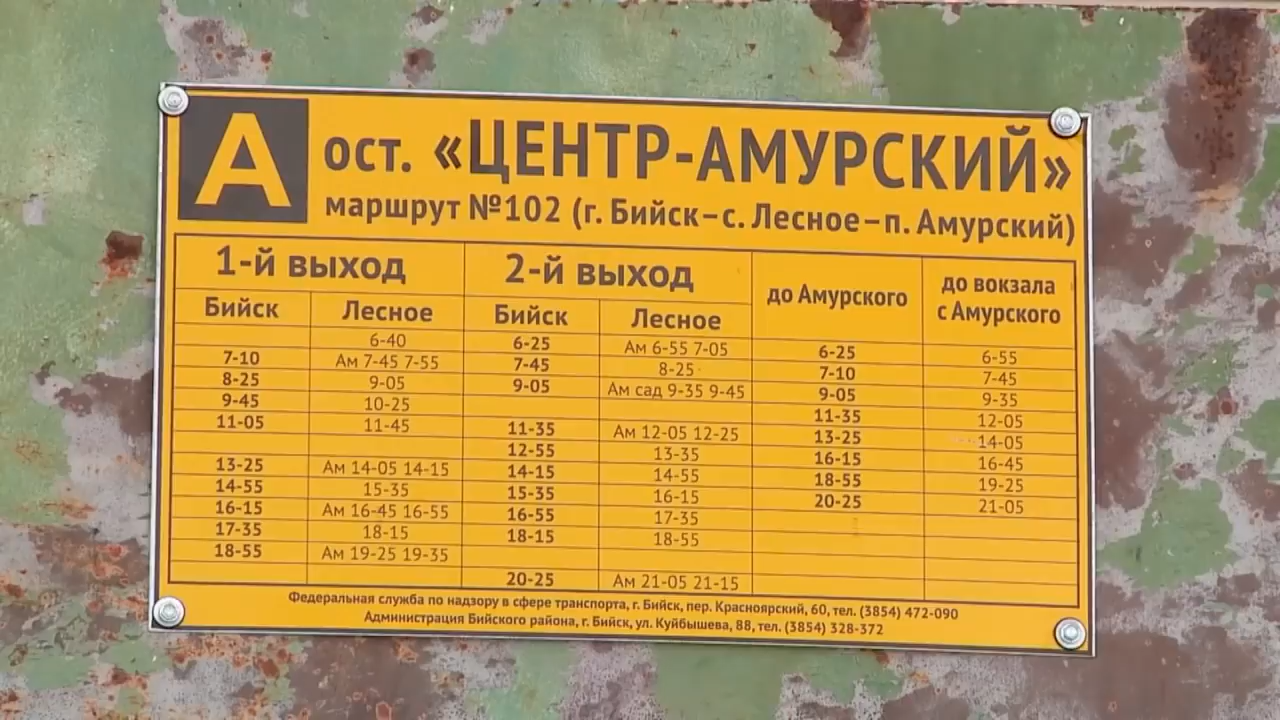 А
ост. «ЦЕНТР-АМУРСКИЙ»
маршрут №102 (г. Бийск–с. Лесное–п. Амурский)
1-й выход 2-й выход до Амурского до вокзала с Амурского
Бийск Лесное Бийск Лесное
6-40 6-25 Ам 6-55 7-05 6-25 6-55
7-10 Ам 7-45 7-55 7-45 8-25 7-10 7-45
8-25 9-05 9-05 Ам сад 9-35 9-45 9-05 9-35
9-45 10-25 11-35 12-05
11-05 11-45 11-35 Ам 12-05 12-25 13-25 14-05
12-55 13-35 16-15 16-45
13-25 Ам 14-05 14-15 14-15 14-55 18-55 19-25
14-55 15-35 15-35 16-15 20-25 21-05
16-15 Ам 16-45 16-55 16-55 17-35
17-35 18-15 18-15 18-55
18-55 Ам 19-25 19-35
20-25 Ам 21-05 21-15
Федеральная служба по надзору в сфере транспорта, г. Бийск, пер. Красноярский, 60, тел. (3854) 472-090
Администрация Бийского района, г. Бийск, ул. Куйбышева, 88, тел. (3854) 328-372